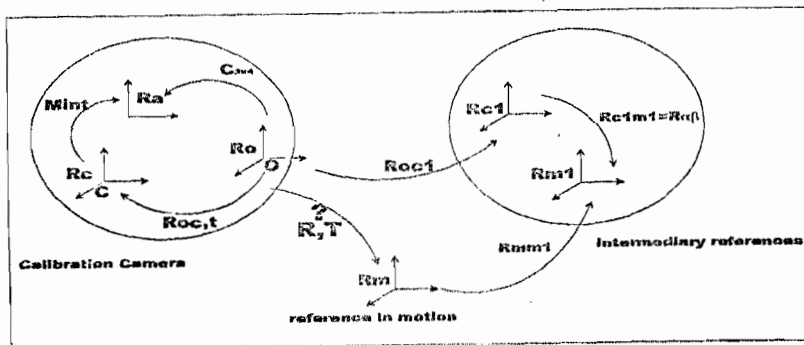 Mint
Ra
Rc
C
Ro
O
Roc,t
Calibration Camera
Roc1
?
R,T
Rm
reference in motion
Rmm1
Rc1
Rc1m1=Rαβ
Rm1
Intermediary references